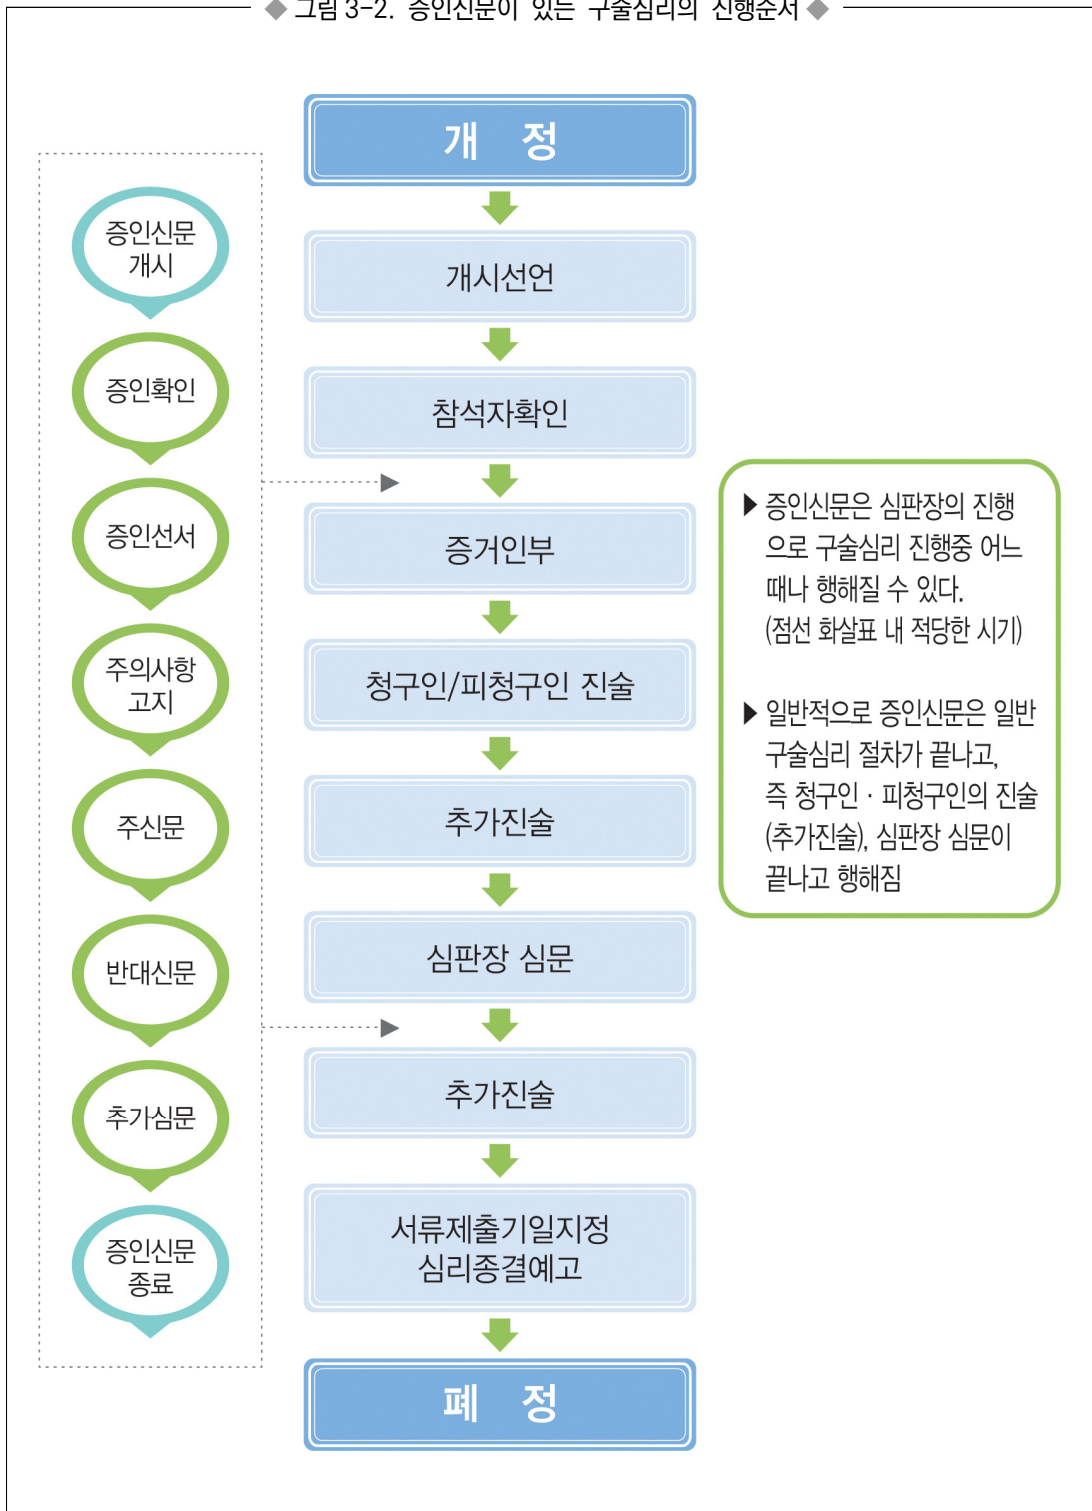 ◆ 그림 3-2. 증인신문이 있는 구술심리의 진행순서 ◆
증인신문
개시
증인확인
증인선서
주의사항
고지
주신문
반대신문
추가심문
증인신문
종료
개 정
개시선언
참석자확인
증거인부
청구인/피청구인 진술
추가진술
심판장 심문
추가진술
서류제출기일지정
심리종결예고
폐 정
▶ 증인신문은 심판장의 진행
으로 구술심리 진행중 어느
때나 행해질 수 있다.
(점선 화살표 내 적당한 시기)
▶ 일반적으로 증인신문은 일반
구술심리 절차가 끝나고,
즉 청구인 · 피청구인의 진술
(추가진술), 심판장 심문이
끝나고 행해짐